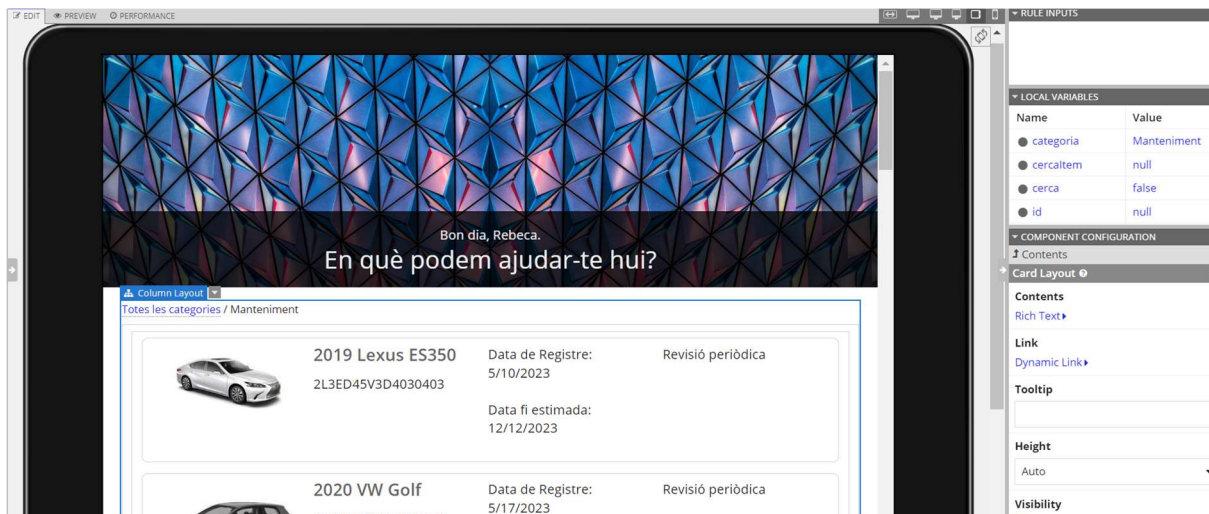 EDIT PREVIEW PERFORMANCE
Bon dia, Rebeca.
En què podem ajudar-te hui?
Column Layout
Totes les categories / Manteniment
2019 Lexus ES350
2L3ED45V3D4030403
Data de Registre:
5/10/2023
Data fi estimada:
12/12/2023
Revisió periòdica
2020 VW Golf
Data de Registre:
5/17/2023
Revisió periòdica
RULE INPUTS
LOCAL VARIABLES
Name Value
categoria Manteniment
cercaItem null
cerca false
id null
COMPONENT CONFIGURATION
Contents
Card Layout
Contents
Rich Text
Link
Dynamic Link
Tooltip
Height
Auto
Visibility